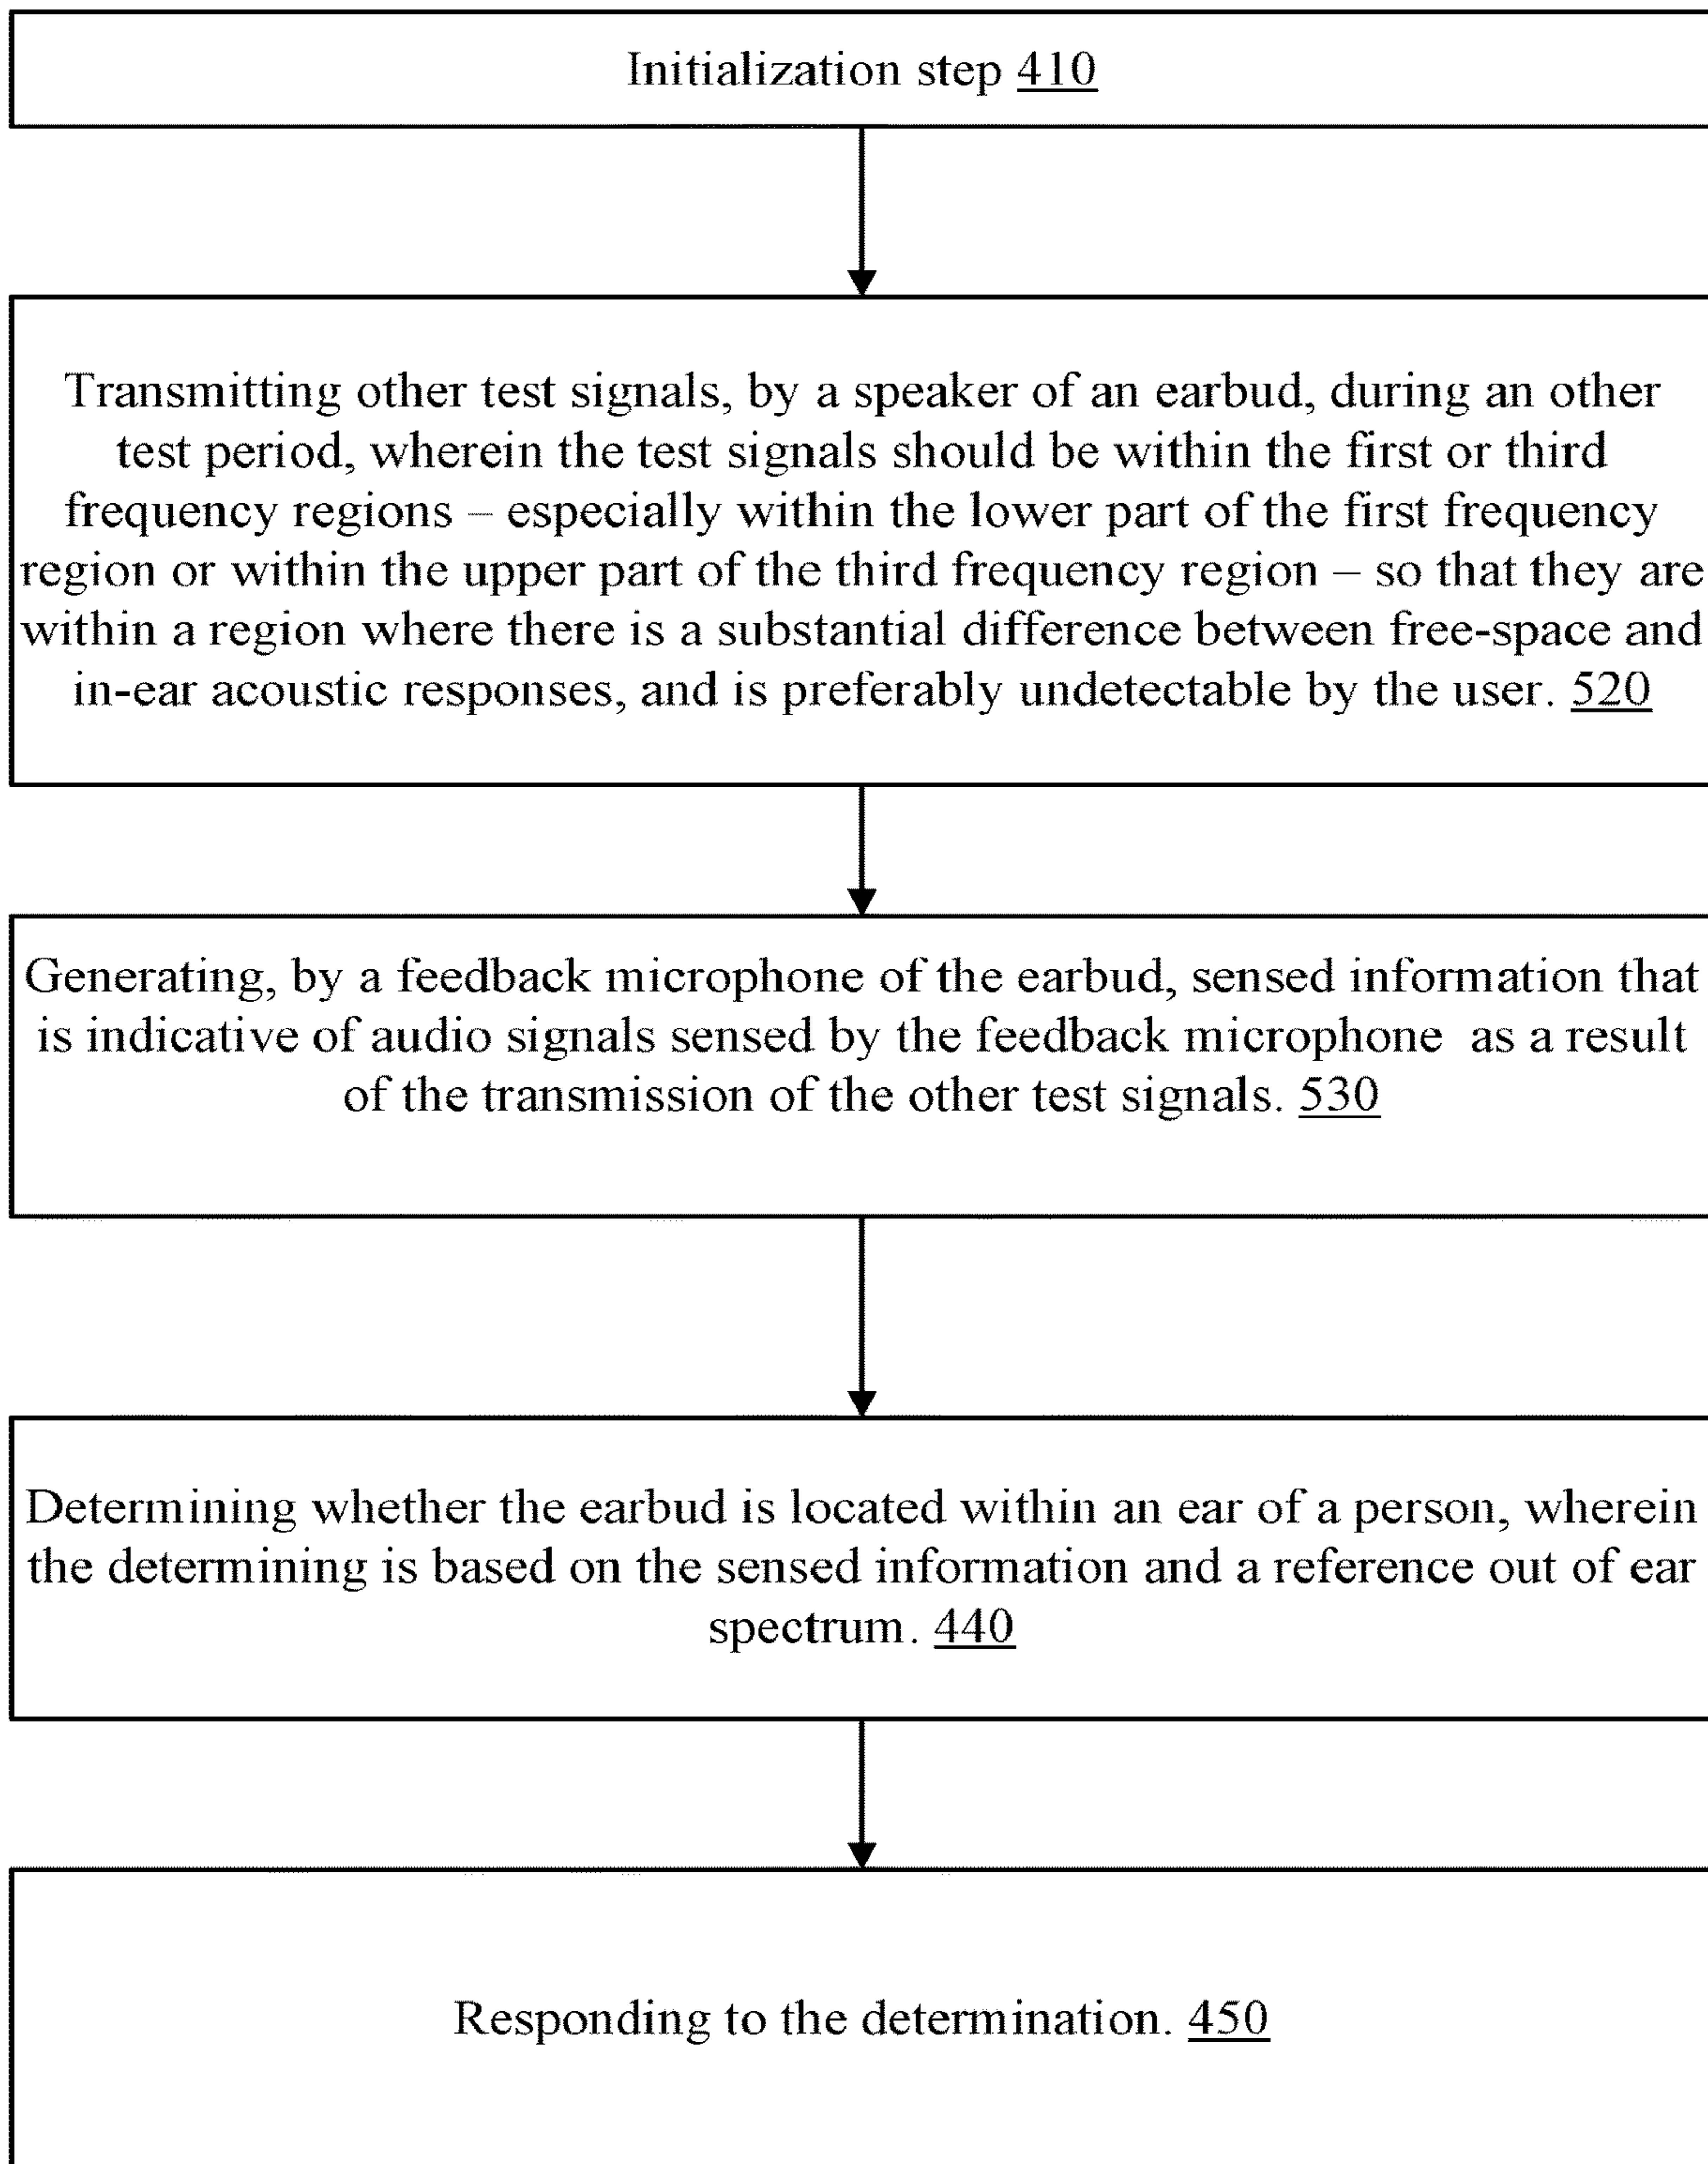 Initialization step 410
Transmitting other test signals, by a speaker of an earbud, during an other
test period, wherein the test signals should be within the first or third
frequency regions – especially within the lower part of the first frequency
region or within the upper part of the third frequency region – so that they are
within a region where there is a substantial difference between free-space and
in-ear acoustic responses, and is preferably undetectable by the user. 520
Generating, by a feedback microphone of the earbud, sensed information that
is indicative of audio signals sensed by the feedback microphone  as a result
of the transmission of the other test signals. 530
Determining whether the earbud is located within an ear of a person, wherein
the determining is based on the sensed information and a reference out of ear
spectrum. 440
Responding to the determination. 450